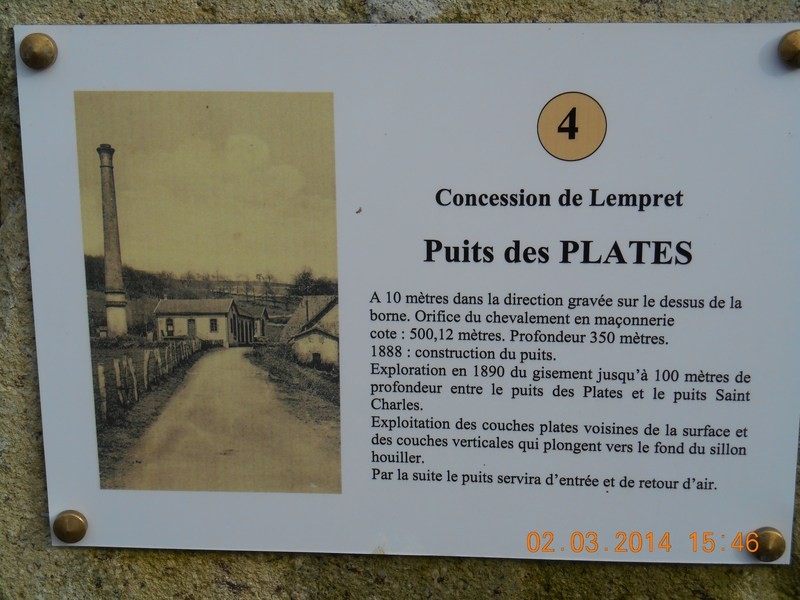 4
Concession de Lempret
Puits des PLATES
A 10 mètres dans la direction gravée sur le dessus de la
borne. Orifice du chevalement en maçonnerie
cote : 500,12 mètres. Profondeur 350 mètres.
1888 : construction du puits.
Exploration en 1890 du gisement jusqu'à 100 mètres de
profondeur entre le puits des Plates et le puits Saint
Charles.
Exploitation des couches plates voisines de la surface et
des couches verticales qui plongent vers le fond du sillon
houiller.
Par la suite le puits servira d'entrée et de retour d'air.
02.03.2014 15:46